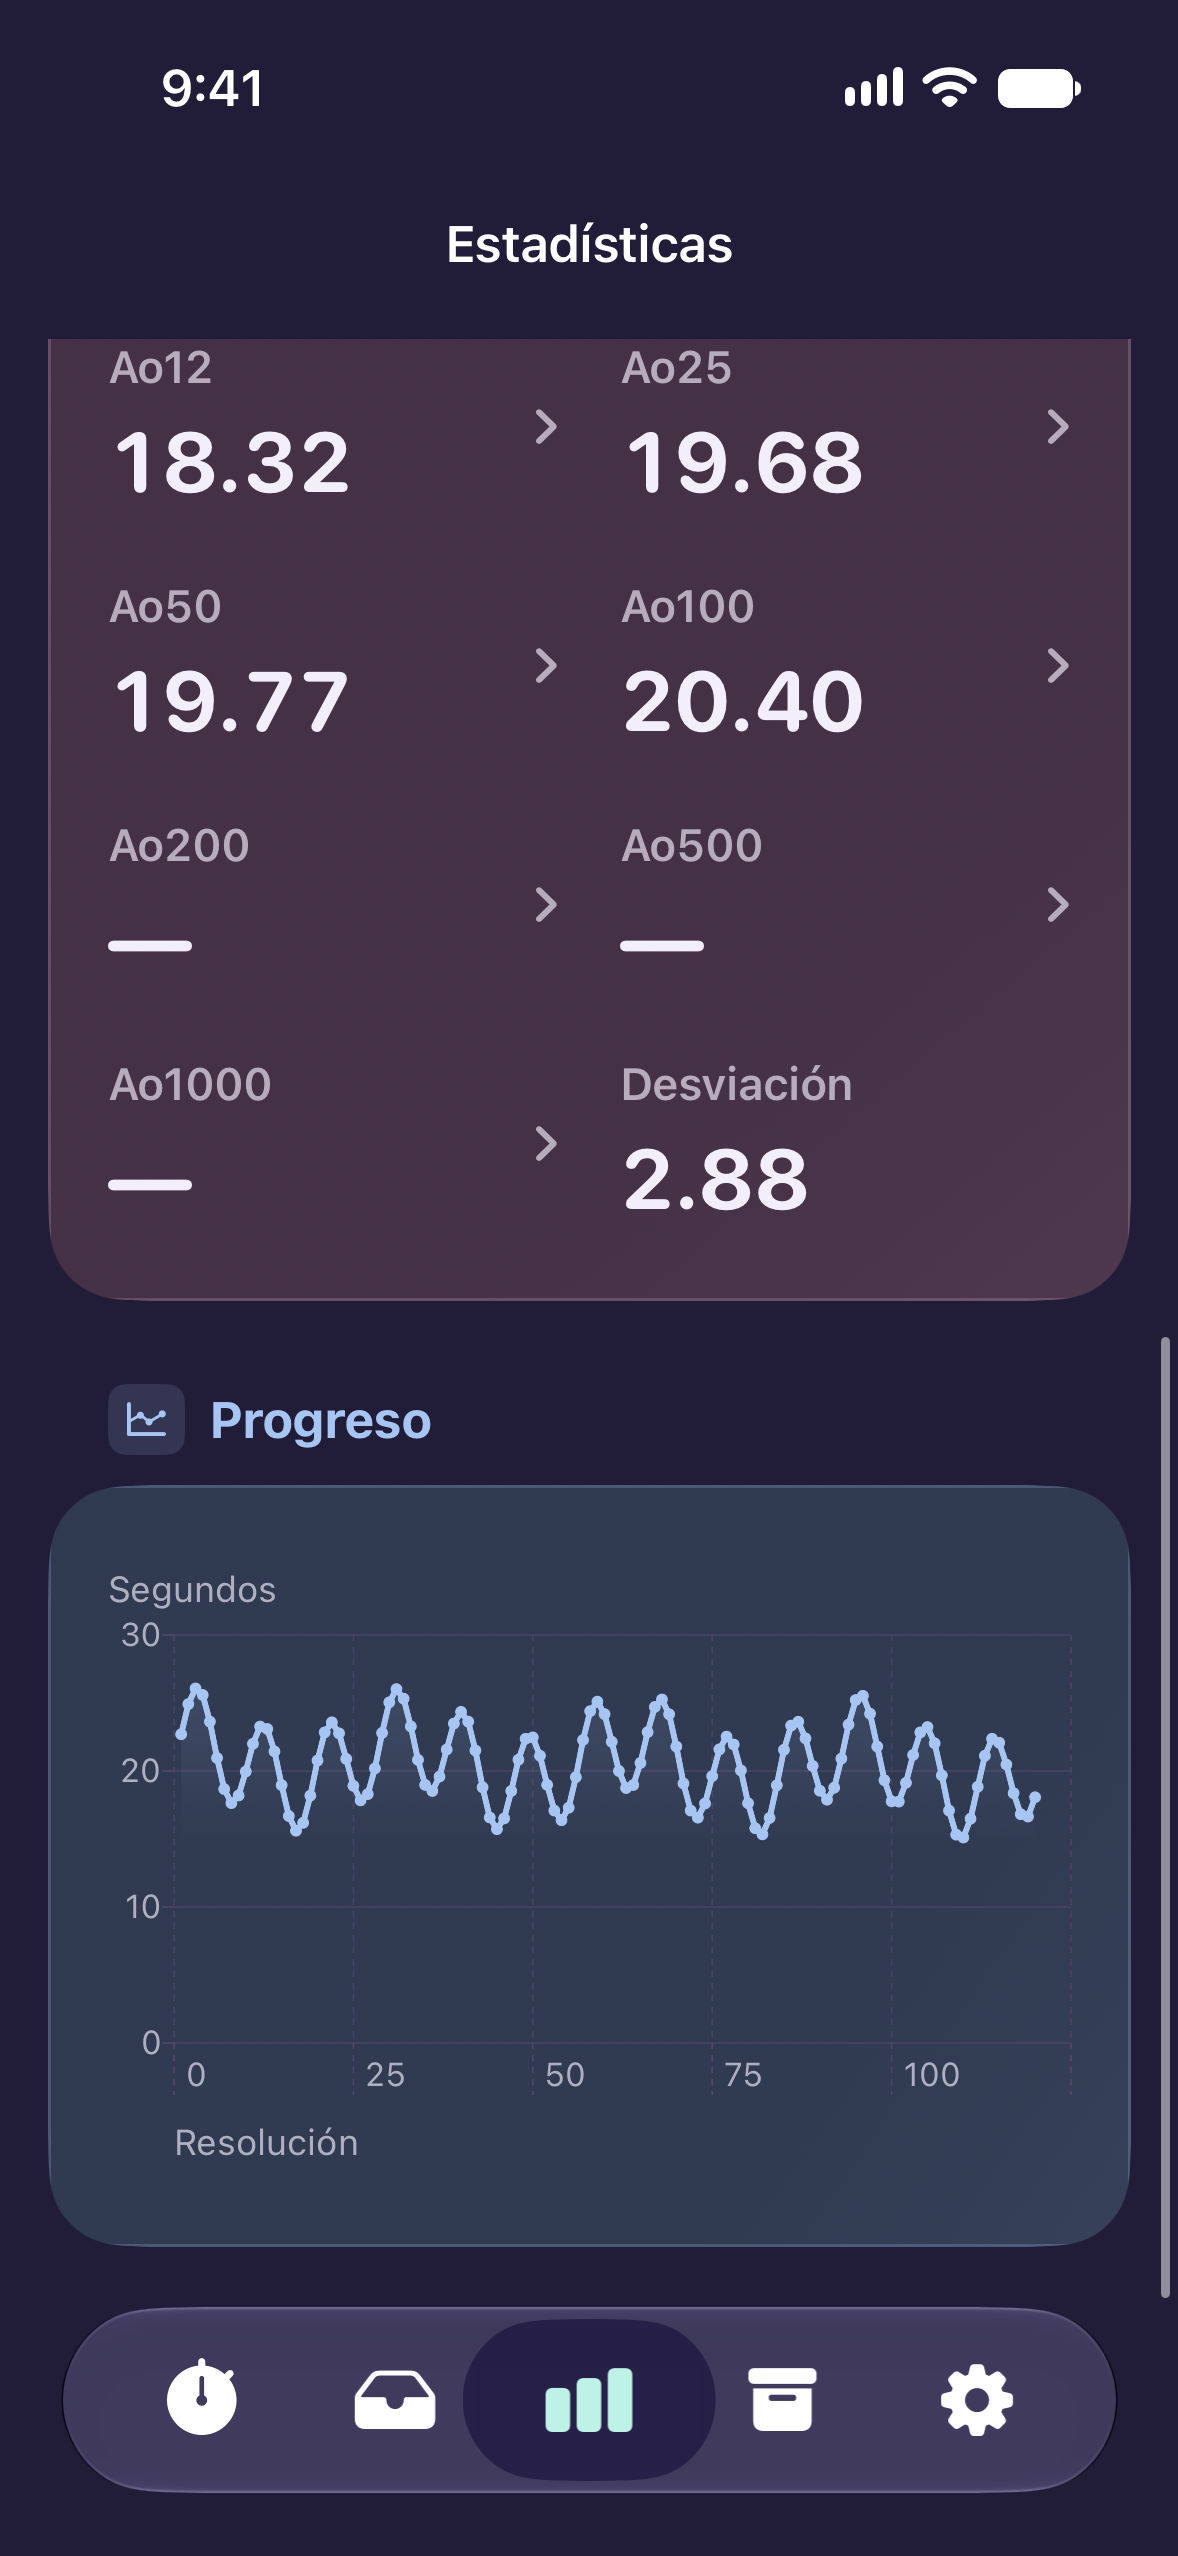 9:41
Estadísticas
Ao12 Ao25
18.32 19.68
Ao50 Ao100
19.77 20.40
Ao200 Ao500
— —
Ao1000 Desviación
— 2.88
Progreso
Segundos
30
20
10
0
0 25 50 75 100
Resolución